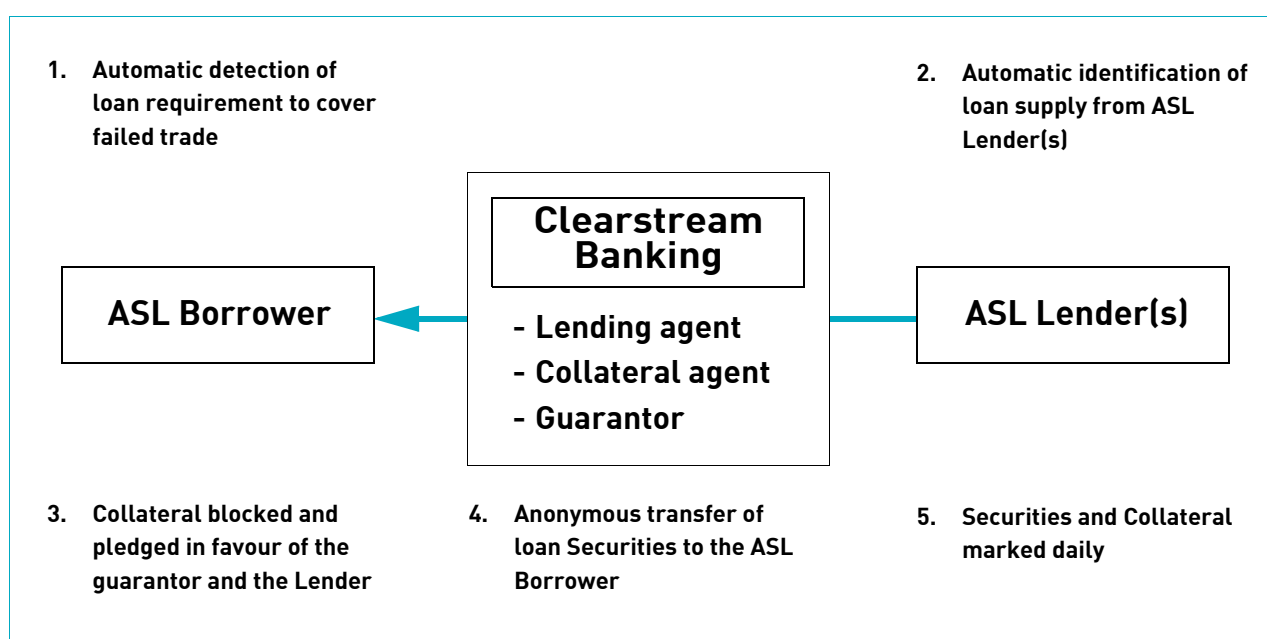 1. Automatic detection of
loan requirement to cover
failed trade
2. Automatic identification of
loan supply from ASL
Lender(s)
Clearstream
Banking
ASL Borrower
- Lending agent
- Collateral agent
- Guarantor
ASL Lender(s)
3. Collateral blocked and
pledged in favour of the
guarantor and the Lender
4. Anonymous transfer of
loan Securities to the ASL
Borrower
5. Securities and Collateral
marked daily